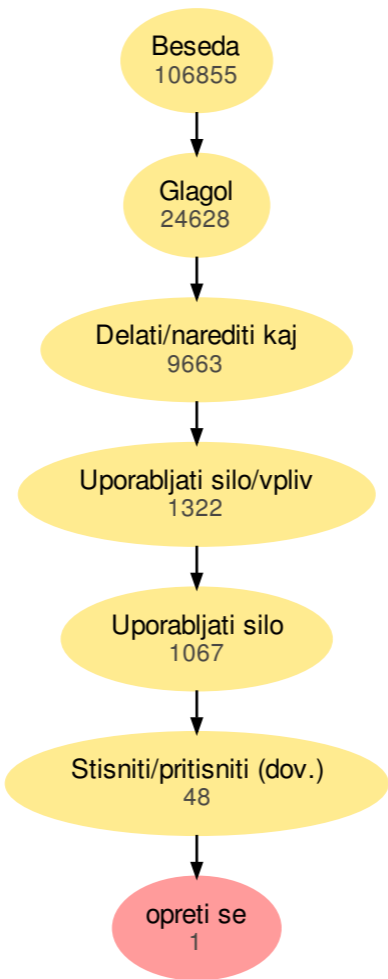 Beseda
106855
Glagol
24628
Delati/narediti kaj
9663
Uporabljati silo/vpliv
1322
Uporabljati silo
1067
Stisniti/pritisniti (dov.)
48
opreti se
1